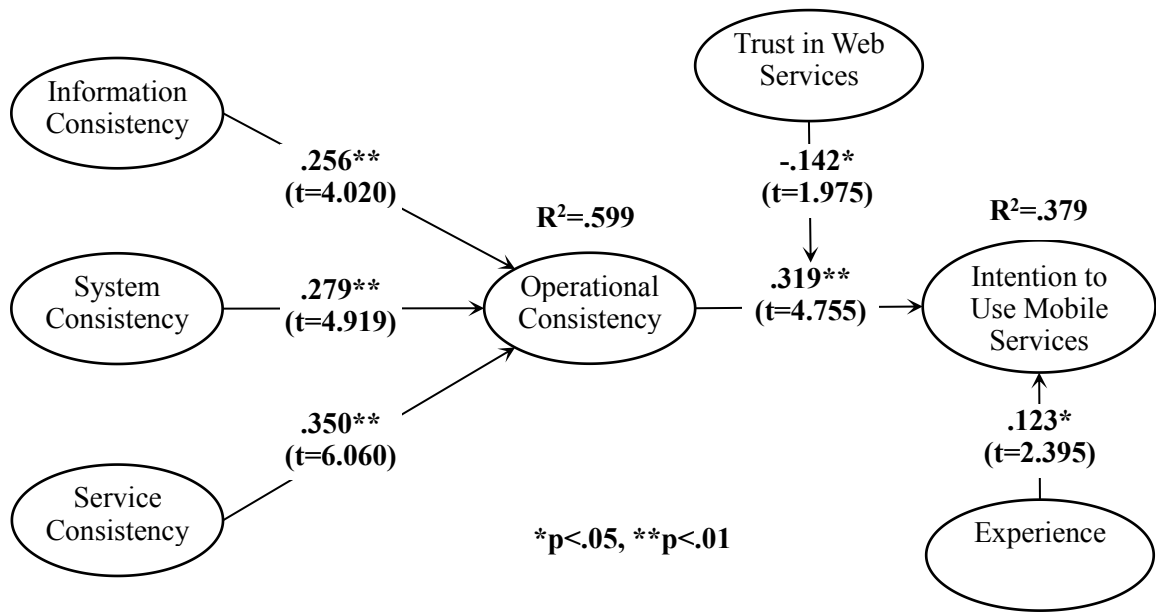 Trust in Web
Services
Information
Consistency
.256**
(t=4.020)
-.142*
(t=1.975)
R²=.599
R²=.379
System
Consistency
.279**
(t=4.919)
Operational
Consistency
.319**
(t=4.755)
Intention to
Use Mobile
Services
.350**
(t=6.060)
.123*
(t=2.395)
Service
Consistency
*p<.05, **p<.01
Experience